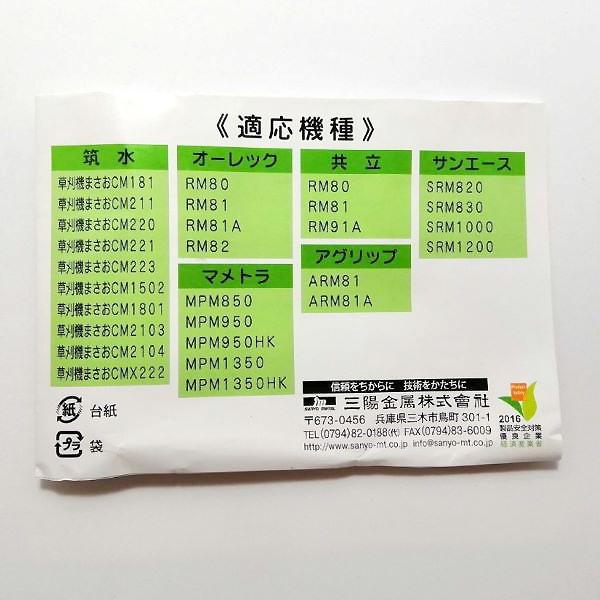 《適応機種》
筑水
草刈機まさおCM181
草刈機まさおCM211
草刈機まさおCM220
草刈機まさおCM221
草刈機まさおCM223
草刈機まさおCM1502
草刈機まさおCM1801
草刈機まさおCM2103
草刈機まさおCM2104
草刈機まさおCMX222
オーレック
RM80
RM81
RM81A
RM82
マメトラ
MPM850
MPM950
MPM950HK
MPM1350
MPM1350HK
共立
RM80
RM81
RM91A
アグリップ
ARM81
ARM81A
サンエース
SRM820
SRM830
SRM1000
SRM1200
紙 台紙
プラ 袋
信頼をちからに 技術をかたちに
SANYO METAL 三陽金属株式會社
〒673-0456 兵庫県三木市鳥町301-1
TEL(0794)82-0188(代) FAX(0794)83-6009
http://www.sanyo-mt.co.jp info@sanyo-mt.co.jp
Product Safety
2016
製品安全対策
優良企業
経済産業省